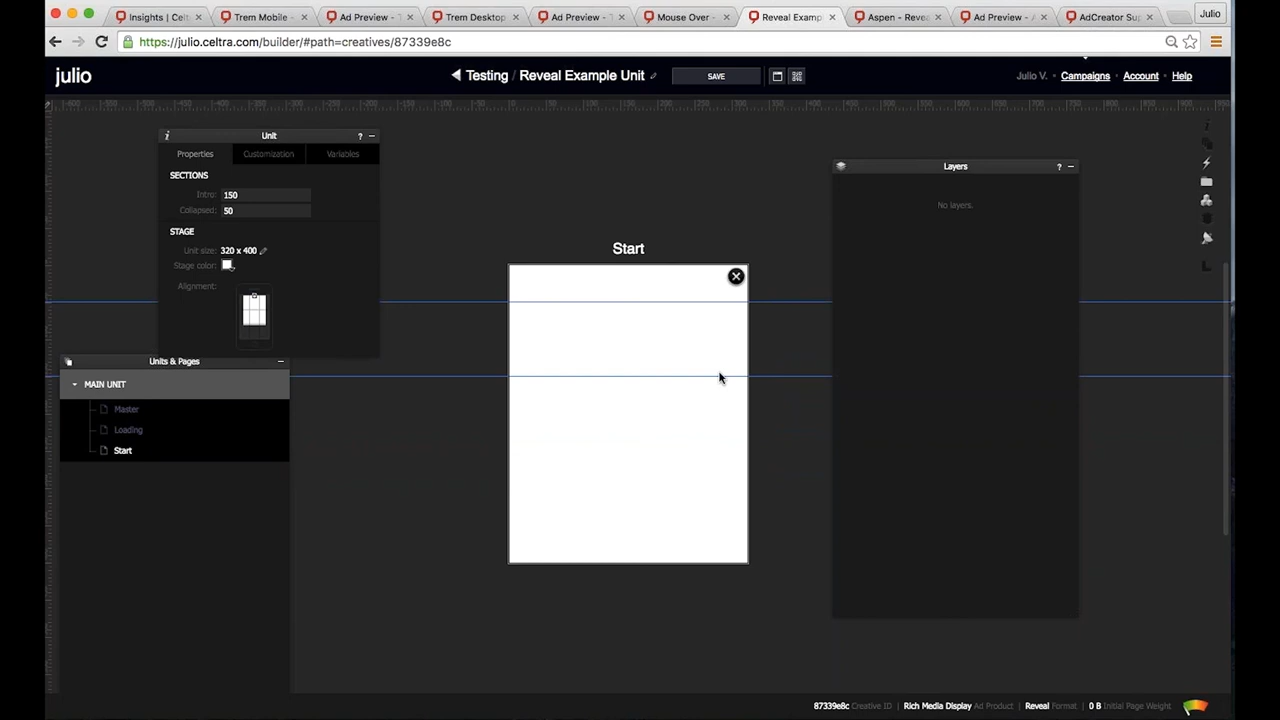 Insights | Celt
Trem Mobile -
Ad Preview - T
Trem Desktop
Ad Preview - T
Mouse Over -
Reveal Examp
Aspen - Revea
Ad Preview - A
AdCreator Sup
Julio
https://julio.celtra.com/builder/#path=creatives/87339e8c
julio
Testing / Reveal Example Unit
SAVE
Julio V. • Campaigns • Account • Help
Unit
?
Properties
Customization
Variables
SECTIONS
Intro: 150
Collapsed: 50
STAGE
Unit size: 320 x 400
Stage color:
Alignment:
Units & Pages
MAIN UNIT
Master
Loading
Start
Start
Layers
?
No layers.
87339e8c Creative ID | Rich Media Display Ad Product | Reveal Format | 0 B Initial Page Weight